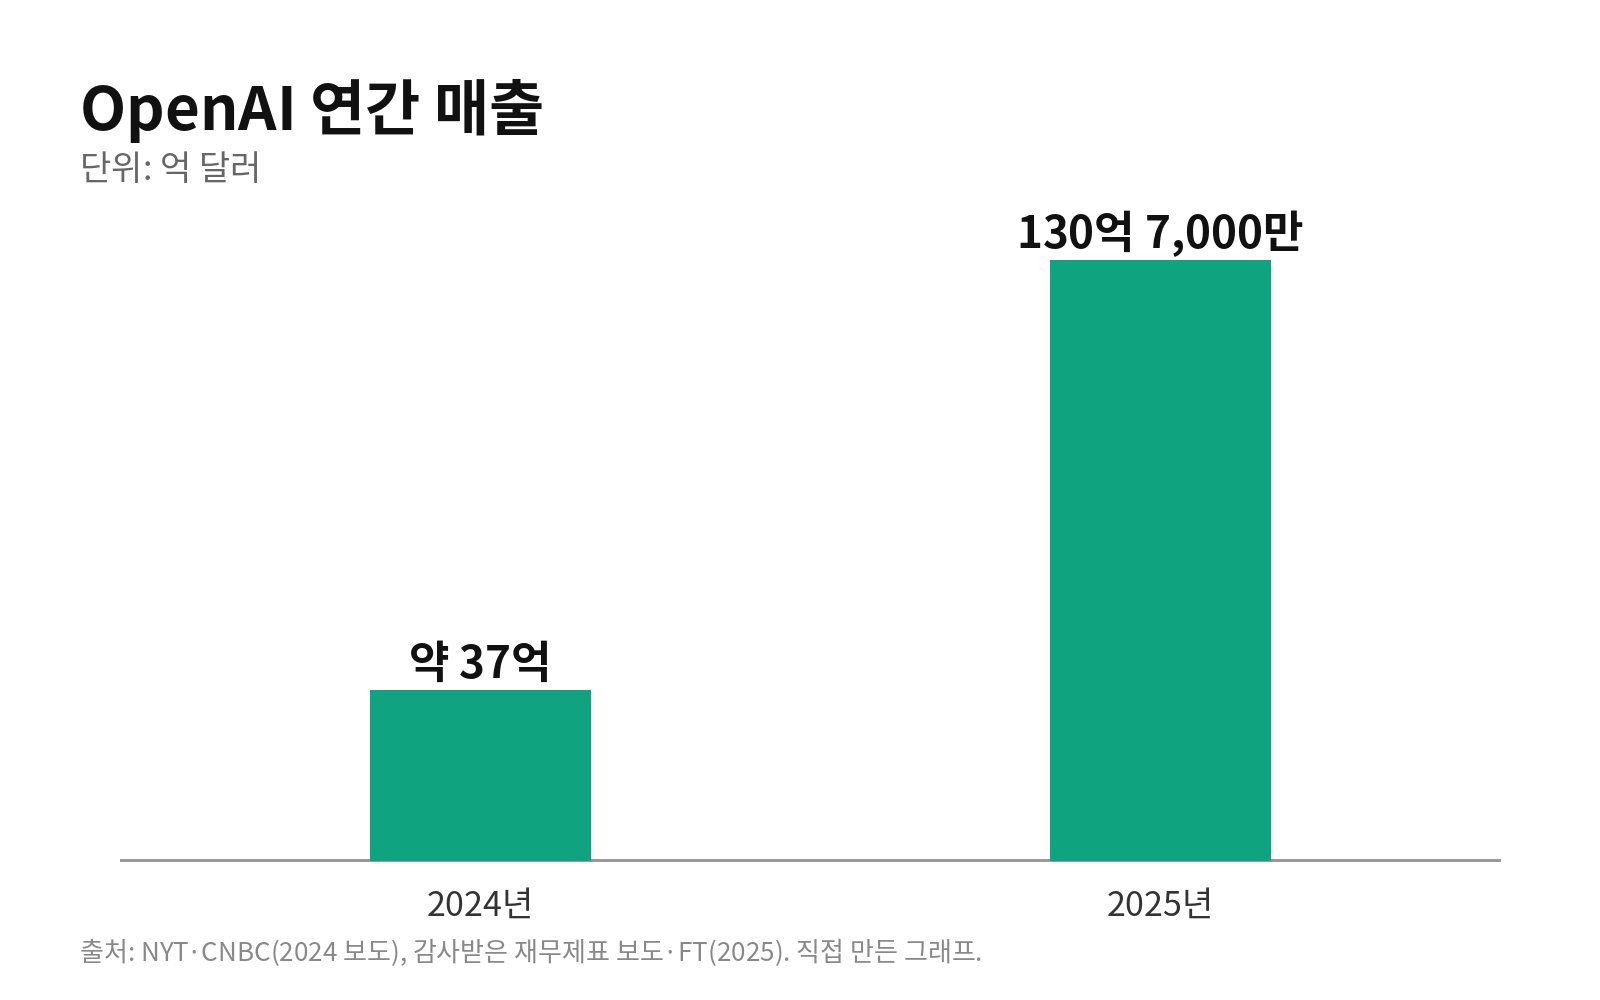 OpenAI 연간 매출
단위: 억 달러
130억 7,000만
약 37억
2024년
2025년
출처: NYT·CNBC(2024 보도), 감사받은 재무제표 보도·FT(2025). 직접 만든 그래프.